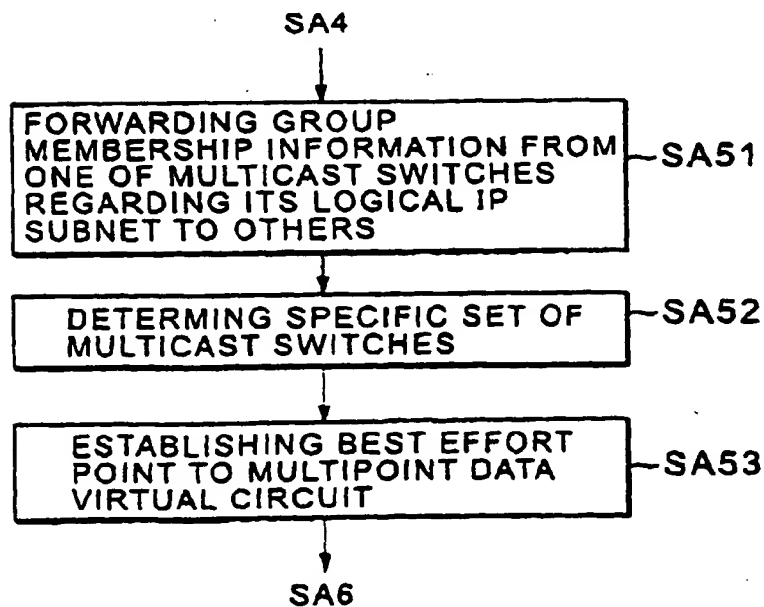 SA4
FORWARDING GROUP
MEMBERSHIP INFORMATION FROM
ONE OF MULTICAST SWITCHES
REGARDING ITS LOGICAL IP
SUBNET TO OTHERS
SA51
DETERMING SPECIFIC SET OF
MULTICAST SWITCHES
SA52
ESTABLISHING BEST EFFORT
POINT TO MULTIPOINT DATA
VIRTUAL CIRCUIT
SA53
SA6